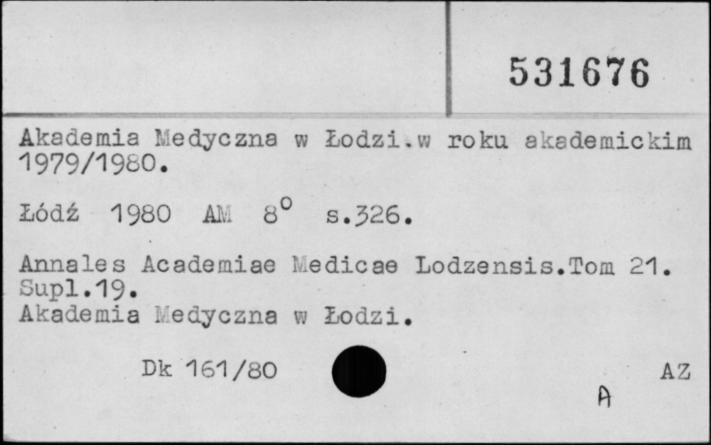 531676
Akademia Medyczna w Łodzi.w roku akademickim
1979/1980.
Łódź 1980 AM 8° s.326.
Annales Academiae Medicae Lodzensis.Tom 21.
Supl.19.
Akademia Medyczna w Łodzi.
Dk 161/80 AZ
A